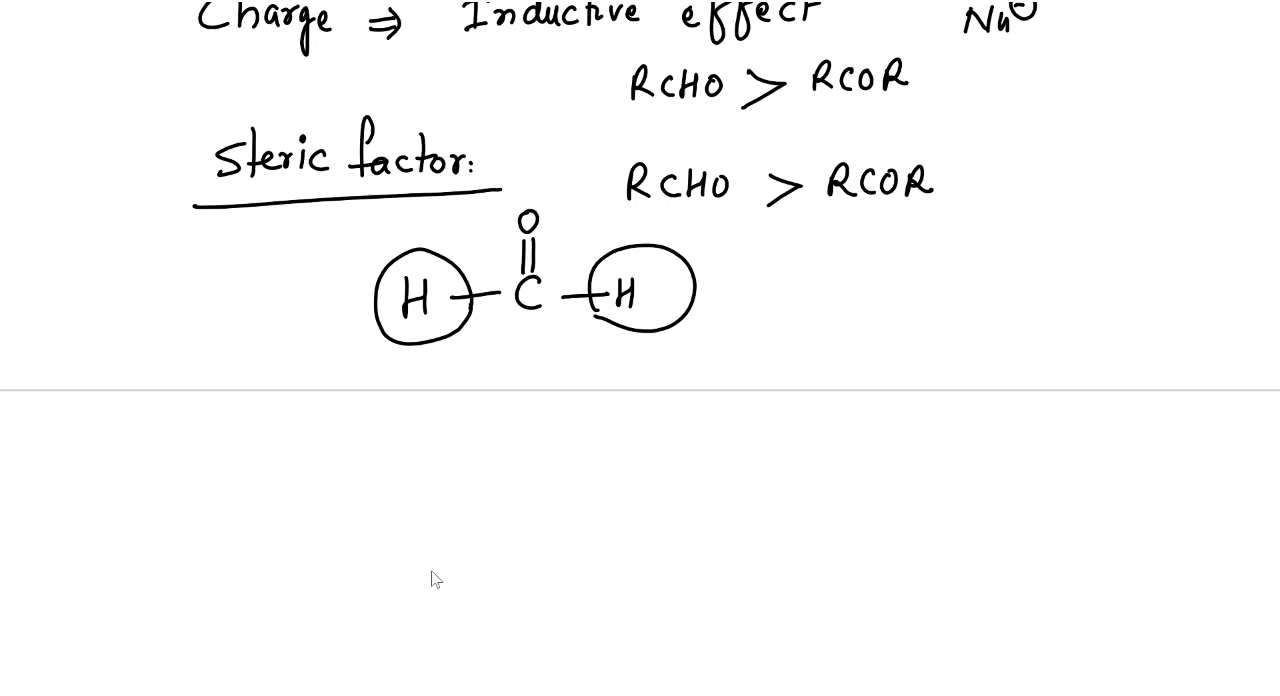 Charge ⇒ Inductive effect Nu⊖
RCHO > RCOR
Steric factor:
RCHO > RCOR
O
||
H — C — H